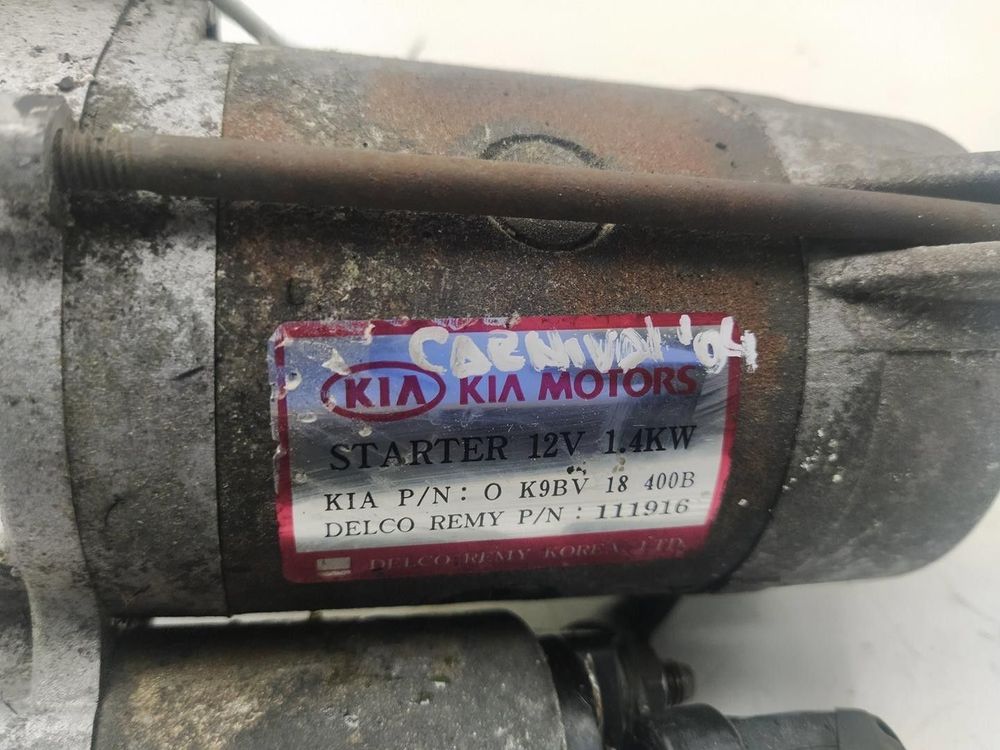 CARNIVAl '04
KIA KIA MOTORS
STARTER 12V 1.4KW
KIA P/N: O K9BV 18 400B
DELCO REMY P/N : 111916
DELCO REMY KOREA LTD.